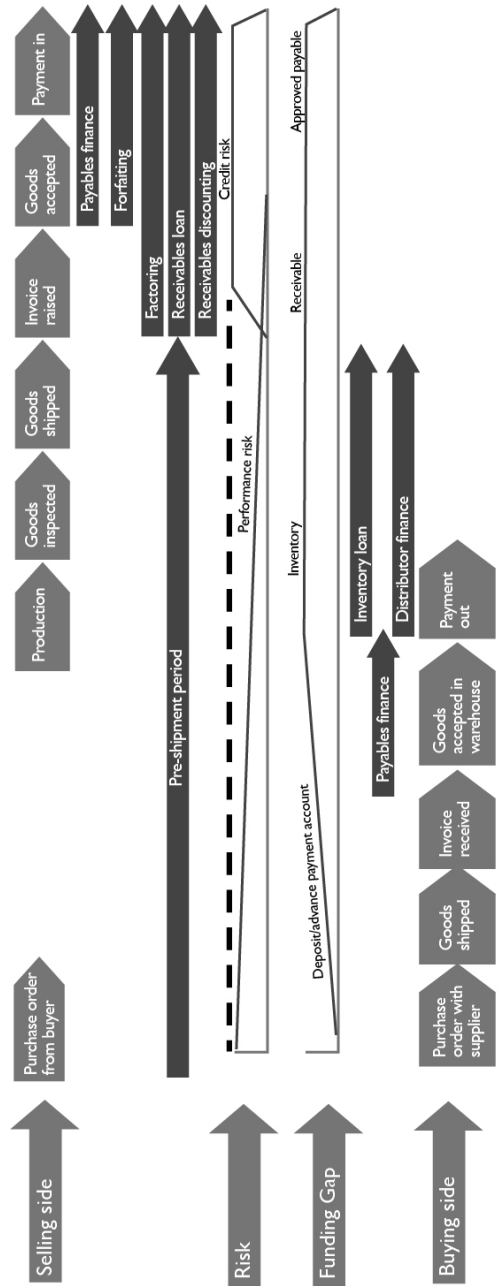 Selling side
Purchase order
from buyer
Production
Goods
inspected
Goods
shipped
Invoice
raised
Goods
accepted
Payment in
Payables finance
Forfaiting
Factoring
Receivables loan
Receivables discounting
Pre-shipment period
Risk
Performance risk
Credit risk
Funding Gap
Deposit/advance payment account
Inventory
Receivable
Approved payable
Inventory loan
Payables finance
Distributor finance
Buying side
Purchase
order with
supplier
Goods
shipped
Invoice
received
Goods
accepted in
warehouse
Payment
out